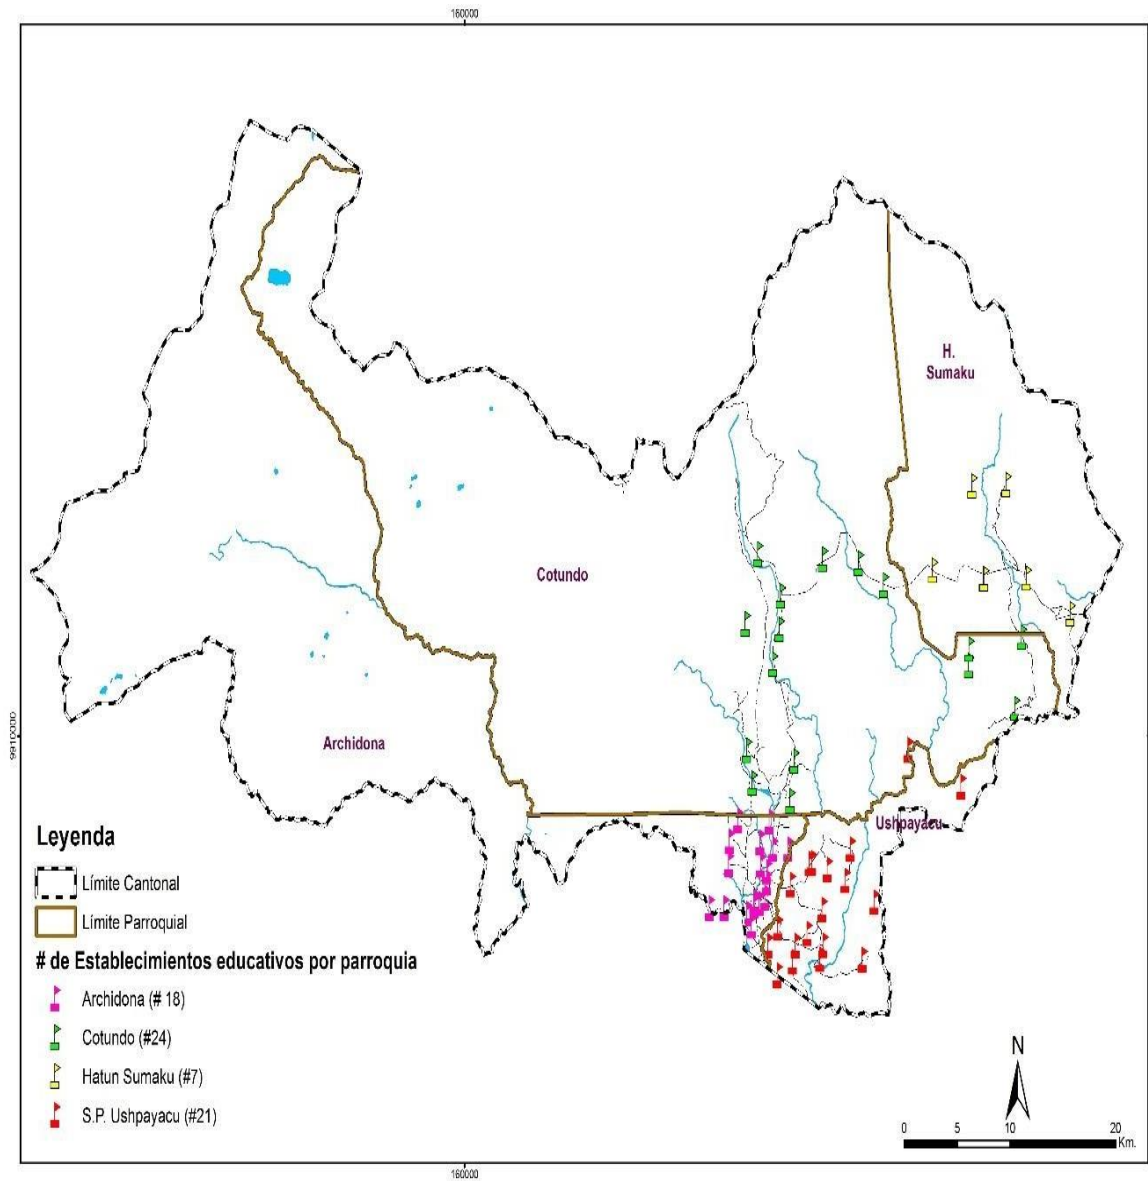 160000
H.
Sumaku
Cotundo
9910000
Archidona
Ushpayacu
Leyenda
Límite Cantonal
Límite Parroquial
# de Establecimientos educativos por parroquia
Archidona (# 18)
Cotundo (#24)
Hatun Sumaku (#7)
S.P. Ushpayacu (#21)
N
0 5 10 20
Km.
160000